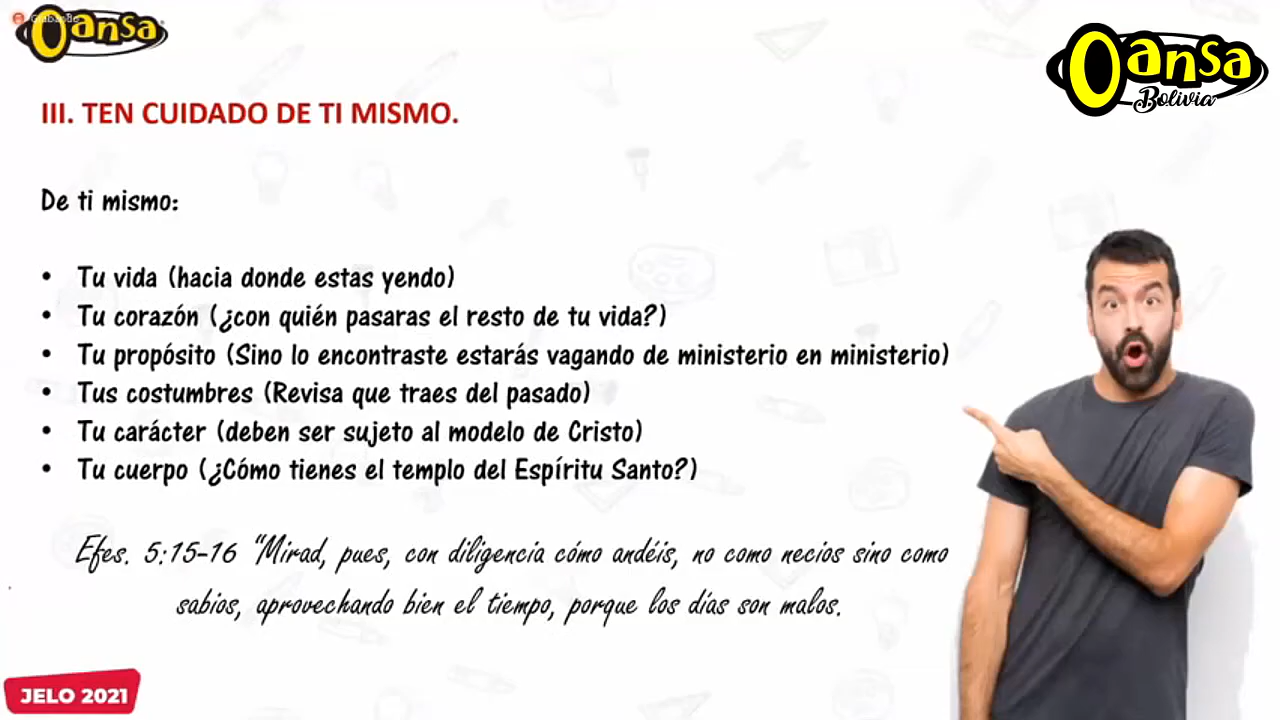 Oansa
Oansa
Bolivia
III. TEN CUIDADO DE TI MISMO.
De ti mismo:
• Tu vida (hacia donde estas yendo)
• Tu corazón (¿con quién pasaras el resto de tu vida?)
• Tu propósito (Sino lo encontraste estarás vagando de ministerio en ministerio)
• Tus costumbres (Revisa que traes del pasado)
• Tu carácter (deben ser sujeto al modelo de Cristo)
• Tu cuerpo (¿Cómo tienes el templo del Espíritu Santo?)
Efes. 5:15-16 “Mirad, pues, con diligencia cómo andéis, no como necios sino como
sabios, aprovechando bien el tiempo, porque los días son malos.
JELO 2021